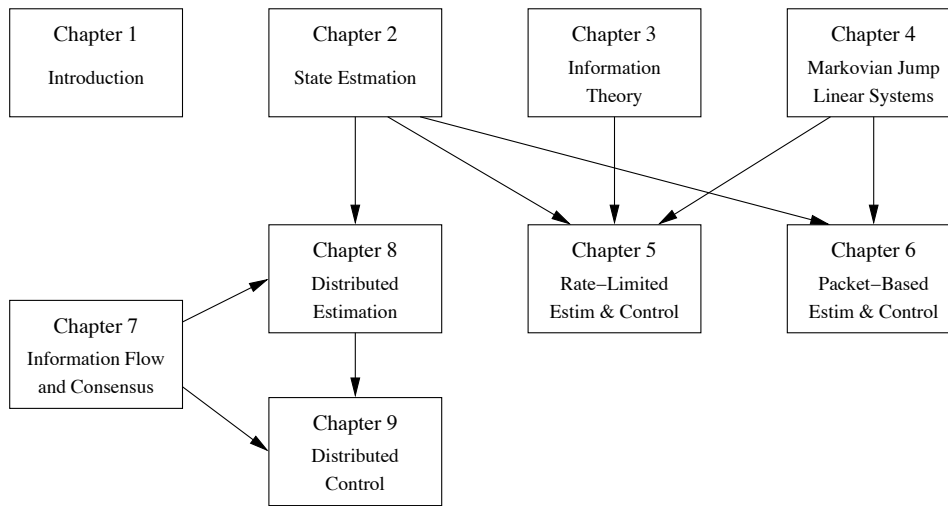 Chapter 1
Introduction
Chapter 2
State Estmation
Chapter 3
Information
Theory
Chapter 4
Markovian Jump
Linear Systems
Chapter 8
Distributed
Estimation
Chapter 5
Rate−Limited
Estim & Control
Chapter 6
Packet−Based
Estim & Control
Chapter 7
Information Flow
and Consensus
Chapter 9
Distributed
Control